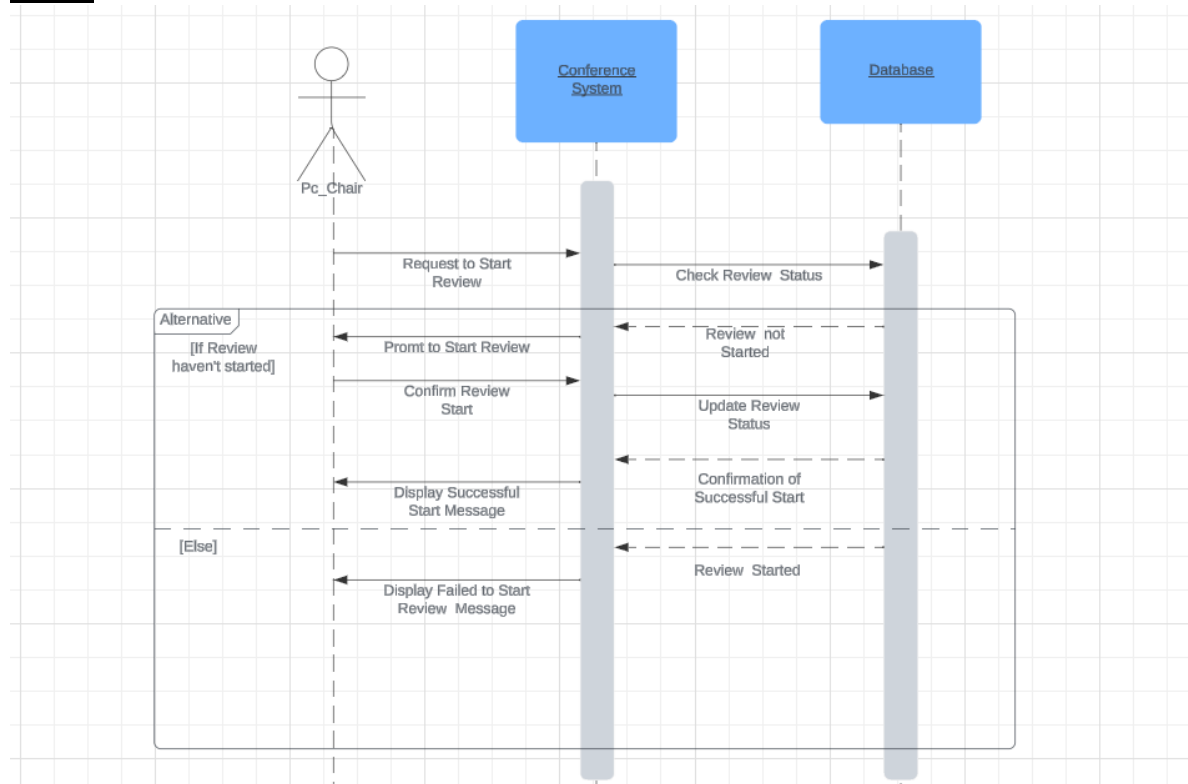 Conference
System
Database
Pc_Chair
Request to Start
Review
Check Review Status
Alternative
[If Review
haven't started]
Review not
Started
Promt to Start Review
Confirm Review
Start
Update Review
Status
Confirmation of
Successful Start
Display Successful
Start Message
[Else]
Review Started
Display Failed to Start
Review Message